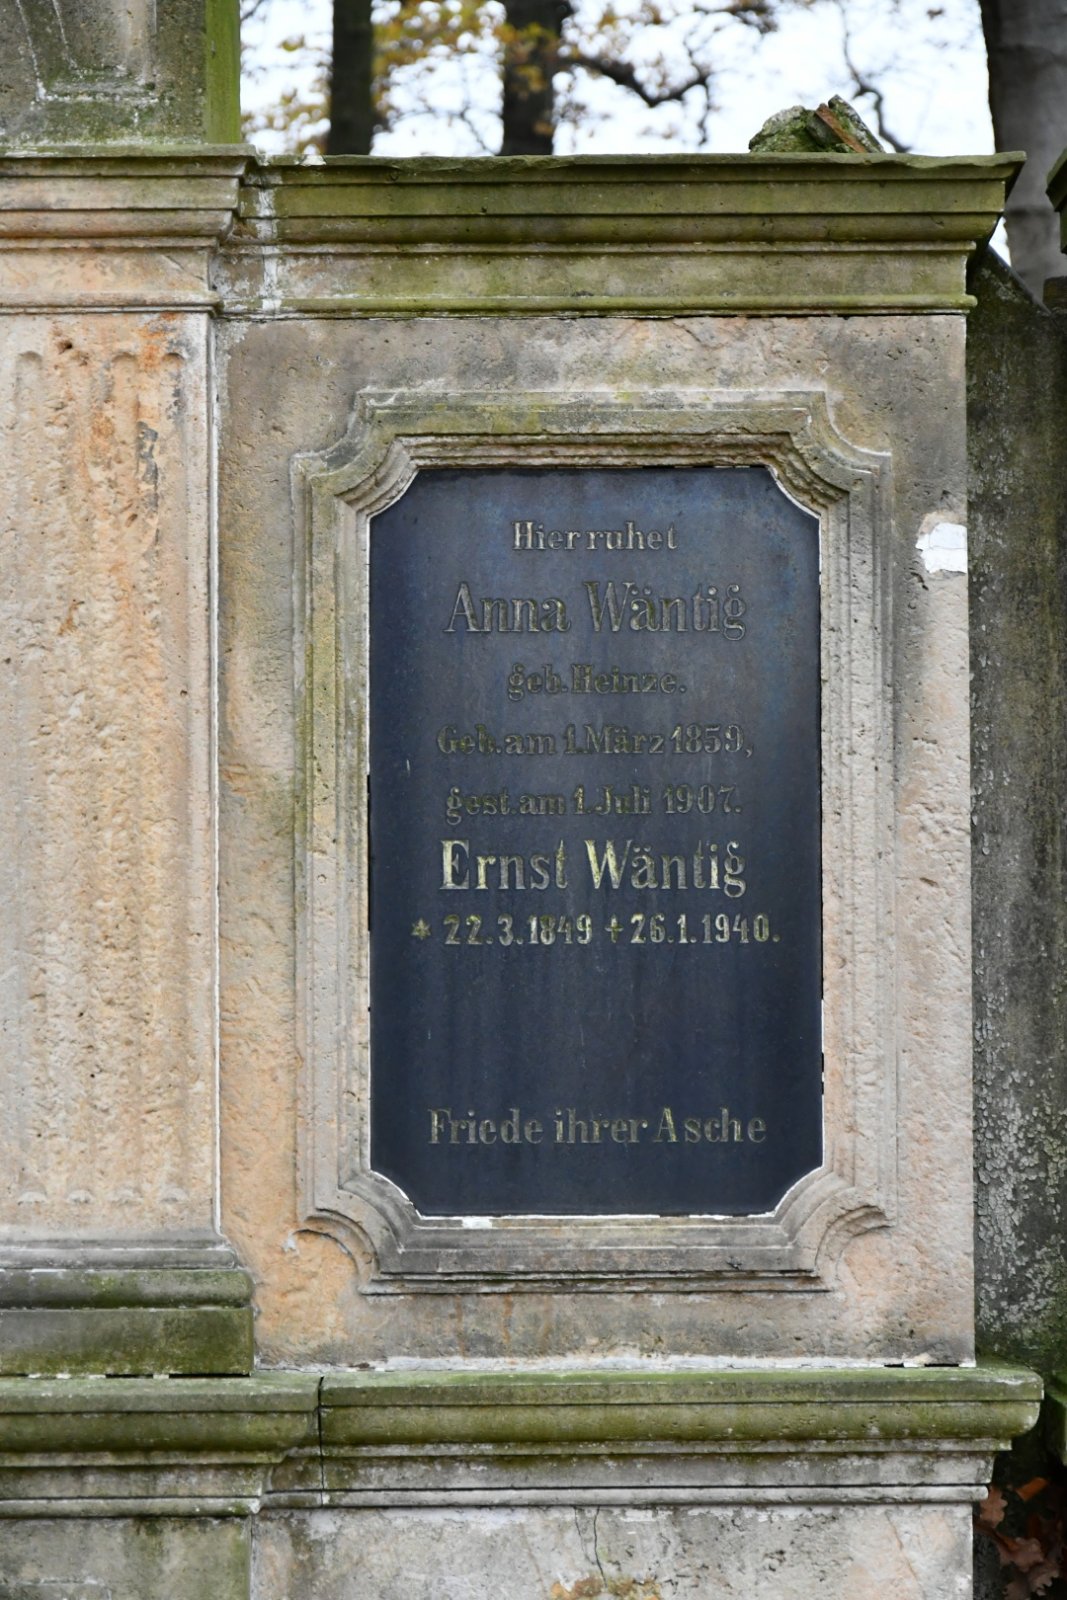 Hier ruhet
Anna Wäntig
geb. Heinze.
Geb. am 1. März 1859,
gest. am 1. Juli 1907.
Ernst Wäntig
* 22.3.1849 + 26.1.1940.
Friede ihrer Asche